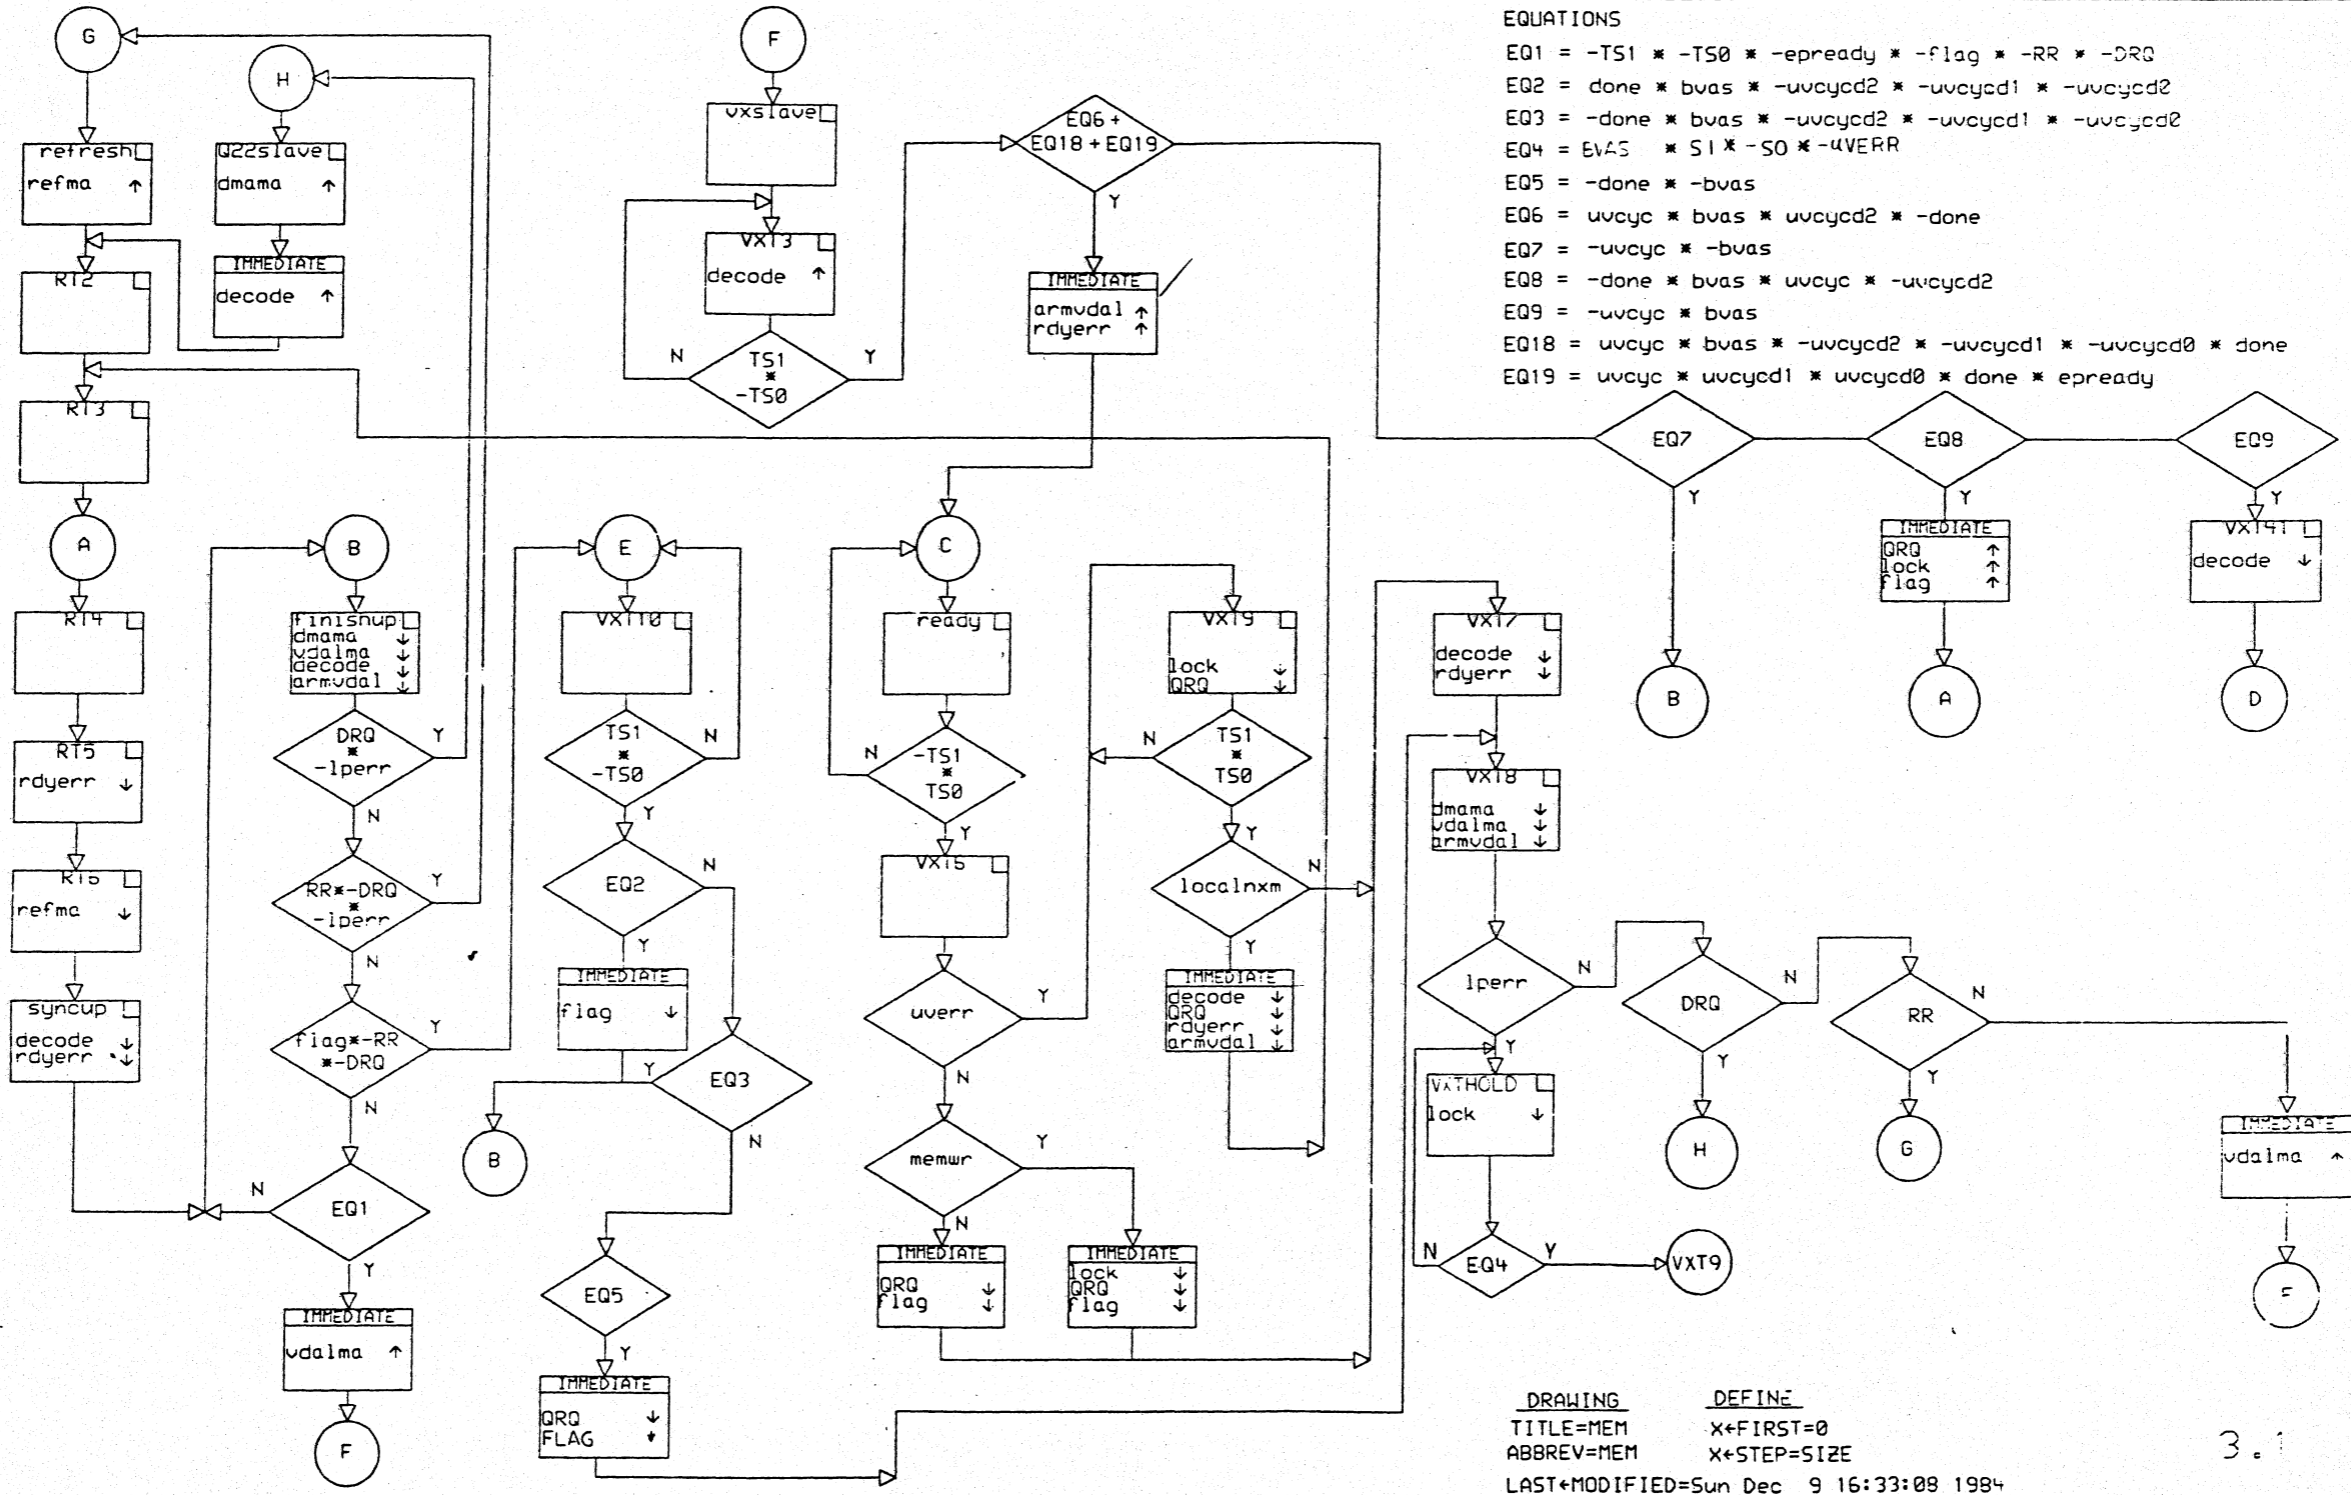 EQUATIONS
EQ1 = -TS1 * -TS0 * -epready * -flag * -RR * -DRQ
EQ2 = done * bvas * -uvcycd2 * -uvcycd1 * -uvcycd0
EQ3 = -done * bvas * -uvcycd2 * -uvcycd1 * -uvcycd0
EQ4 = BVAS * S1 * -S0 * -UVERR
EQ5 = -done * -bvas
EQ6 = uvcyc * bvas * uvcycd2 * -done
EQ7 = -uvcyc * -bvas
EQ8 = -done * bvas * uvcyc * -uvcycd2
EQ9 = -uvcyc * bvas
EQ18 = uvcyc * bvas * -uvcycd2 * -uvcycd1 * -uvcycd0 * done
EQ19 = uvcyc * uvcycd1 * uvcycd0 * done * epready
G
refresh
refma ↑
RT2
RT3
A
RT4
RT5
rdyerr ↓
RT6
refma ↓
syncup
decode ↓
rdyerr ↓
H
Q22slave
dmama ↑
IMMEDIATE
decode ↑
B
finishup
dmama ↓
vdalma ↓
decode ↓
armvdal ↓
DRQ
*
-lperr
Y
N
RR*-DRQ
*
-lperr
Y
N
flag*-RR
*-DRQ
Y
N
EQ1
N
Y
IMMEDIATE
vdalma ↑
F
F
vxslave
VXT3
decode ↑
TS1
*
-TS0
N
Y
EQ6 +
EQ18 + EQ19
Y
IMMEDIATE
armvdal ↑
rdyerr ↑
E
VXT10
TS1
*
-TS0
N
Y
EQ2
N
Y
IMMEDIATE
flag ↓
EQ3
Y
N
B
EQ5
Y
IMMEDIATE
QRQ ↓
FLAG ↓
C
ready
-TS1
*
TS0
N
Y
VXT5
uverr
Y
N
memwr
Y
N
IMMEDIATE
QRQ ↓
flag ↓
IMMEDIATE
lock ↓
QRQ ↓
flag ↓
VXT9
lock ↓
QRQ ↓
TS1
*
TS0
N
Y
localnxm
N
Y
IMMEDIATE
decode ↓
QRQ ↓
rdyerr ↓
armvdal ↓
VXT7
decode ↓
rdyerr ↓
VXT8
dmama ↓
vdalma ↓
armvdal ↓
lperr
N
Y
VXTHOLD
lock ↓
EQ4
N
Y
VXT9
DRQ
N
Y
H
RR
N
Y
G
IMMEDIATE
vdalma ↑
EQ7
Y
B
EQ8
Y
IMMEDIATE
QRQ ↑
lock ↑
flag ↑
A
EQ9
Y
decode ↓
D
DRAWING DEFINE
TITLE=MEM X←FIRST=0
ABBREV=MEM X←STEP=SIZE
LAST←MODIFIED=Sun Dec 9 16:33:08 1984
3.1